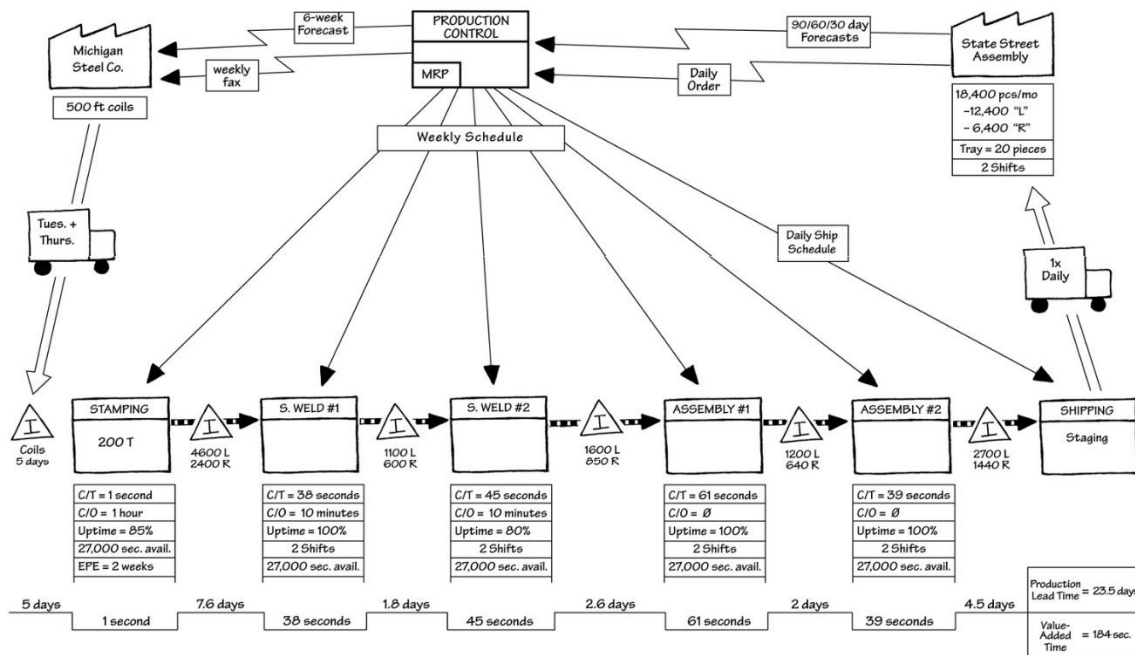 Michigan
Steel Co.
500 ft coils
6-week
Forecast
weekly
fax
PRODUCTION
CONTROL
MRP
90/60/30 day
Forecasts
Daily
Order
State Street
Assembly
18,400 pcs/mo
-12,400 "L"
- 6,400 "R"
Tray = 20 pieces
2 Shifts
Weekly Schedule
Tues. +
Thurs.
Daily Ship
Schedule
1x
Daily
I
Coils
5 days
STAMPING
200 T
I
4600 L
2400 R
S. WELD #1
I
1100 L
600 R
S. WELD #2
I
1600 L
850 R
ASSEMBLY #1
I
1200 L
640 R
ASSEMBLY #2
I
2700 L
1440 R
SHIPPING
Staging
C/T = 1 second
C/O = 1 hour
Uptime = 85%
27,000 sec. avail.
EPE = 2 weeks
C/T = 38 seconds
C/O = 10 minutes
Uptime = 100%
2 Shifts
27,000 sec. avail.
C/T = 45 seconds
C/O = 10 minutes
Uptime = 80%
2 Shifts
27,000 sec. avail.
C/T = 61 seconds
C/O = Ø
Uptime = 100%
2 Shifts
27,000 sec. avail.
C/T = 39 seconds
C/O = Ø
Uptime = 100%
2 Shifts
27,000 sec. avail.
5 days
1 second
7.6 days
38 seconds
1.8 days
45 seconds
2.6 days
61 seconds
2 days
39 seconds
4.5 days
Production
Lead Time = 23.5 days
Value-
Added = 184 sec.
Time